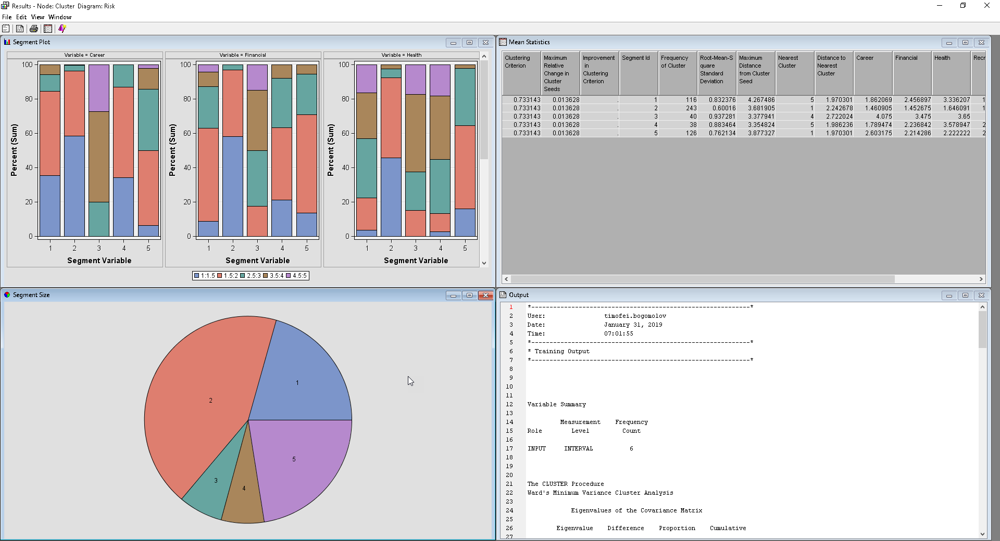 Results - Node: Cluster  Diagram: Risk
File Edit View Window
Segment Plot
Variable = Career
Variable = Financial
Variable = Health
Percent (Sum)
100
80
60
40
20
0
1 2 3 4 5
Segment Variable
Percent (Sum)
100
80
60
40
20
0
1 2 3 4 5
Segment Variable
Percent (Sum)
100
80
60
40
20
0
1 2 3 4 5
Segment Variable
1:1.5 1.5:2 2.5:3 3.5:4 4.5:5
Mean Statistics
Clustering Maximum Improvement Segment Id Frequency Root-Mean-S Maximum Nearest Distance to Career Financial Health Recr
Criterion Relative in of Cluster quare Distance Cluster Nearest
Change in Clustering Standard from Cluster Cluster
Cluster Criterion Deviation Seed
Seeds
0.733143 0.013628 . 1 116 0.832376 4.267486 5 1.970301 1.862069 2.456897 3.336207 1
0.733143 0.013628 . 2 243 0.60016 3.681905 1 2.242678 1.460905 1.452675 1.646091 1
0.733143 0.013628 . 3 40 0.937281 3.377941 4 2.722024 4.075 3.475 3.65
0.733143 0.013628 . 4 38 0.883464 3.354824 5 1.986236 1.789474 2.236842 3.578947 2
0.733143 0.013628 . 5 126 0.762134 3.877327 1 1.970301 2.603175 2.214286 2.222222 2
Segment Size
1
2
3
4
5
Output
1 *------------------------------------------------------------*
2 User: timofei.bogomolov
3 Date: January 31, 2019
4 Time: 07:01:55
5 *------------------------------------------------------------*
6 * Training Output
7 *------------------------------------------------------------*
8
9
10
11
12 Variable Summary
13
14 Measurement Frequency
15 Role Level Count
16
17 INPUT INTERVAL 6
18
19
20
21 The CLUSTER Procedure
22 Ward's Minimum Variance Cluster Analysis
23
24 Eigenvalues of the Covariance Matrix
25
26 Eigenvalue Difference Proportion Cumulative
27